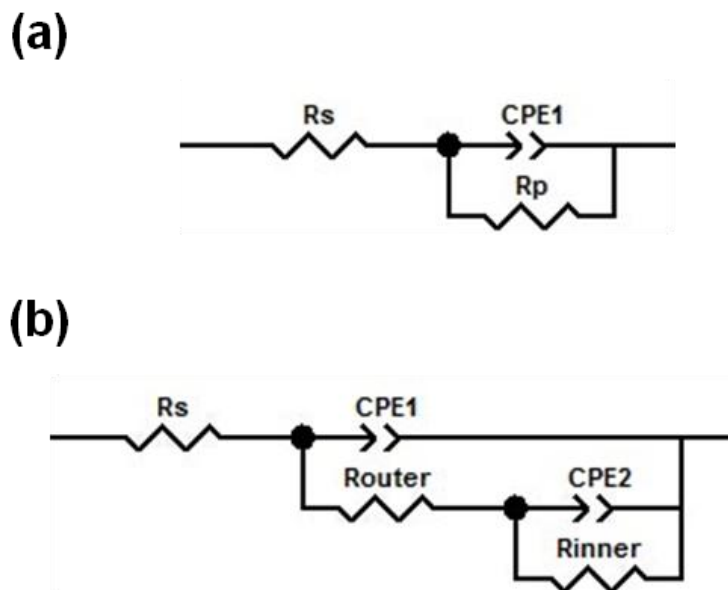 (a)
Rs
CPE1
Rp
(b)
Rs
CPE1
Router
CPE2
Rinner